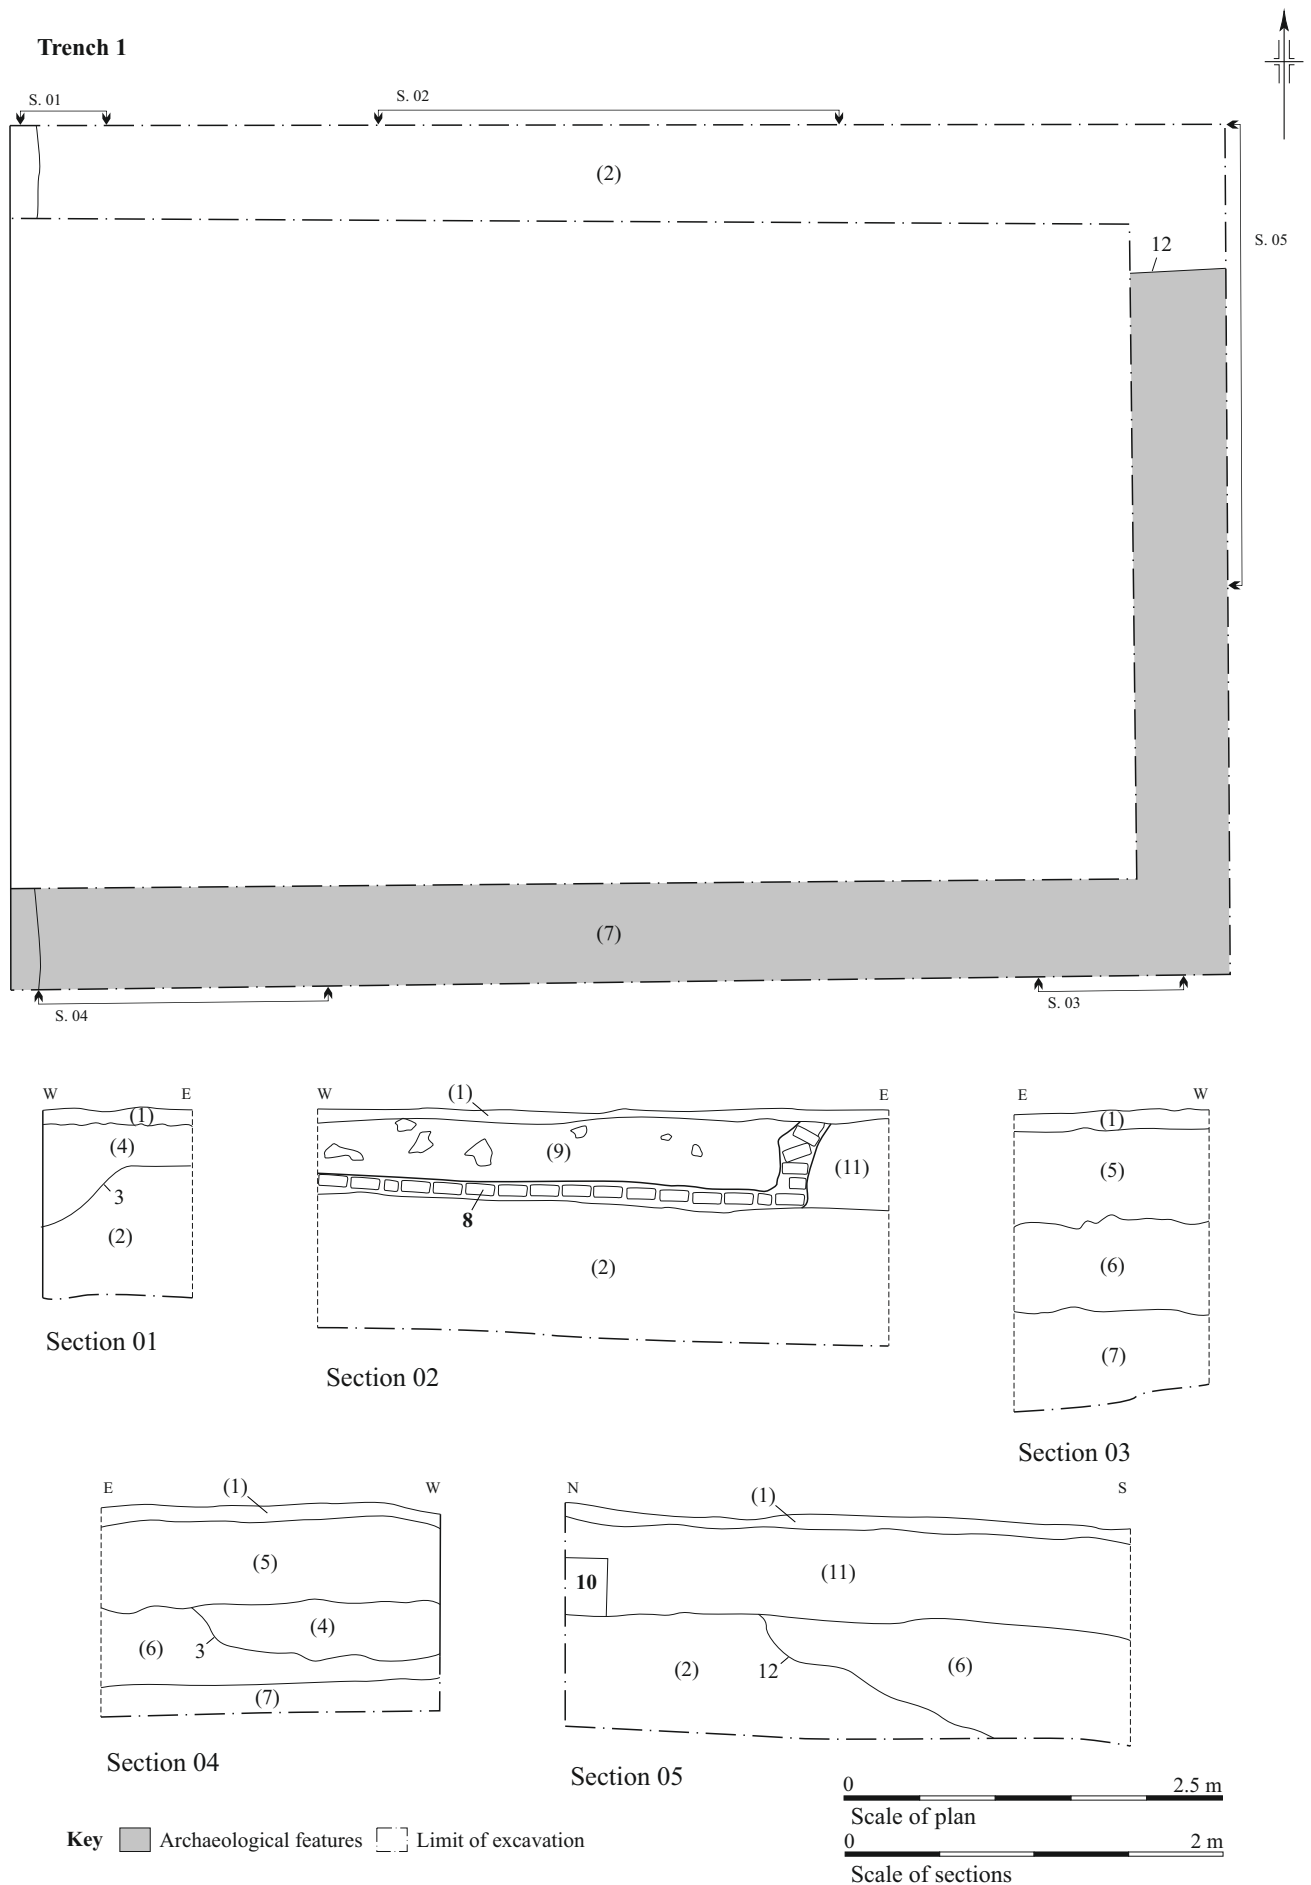 Trench 1
S. 01
S. 02
(2)
12
S. 05
(7)
S. 04
S. 03
W E
(1)
(4)
3
(2)
Section 01
W E
(1)
(9)
(11)
8
(2)
Section 02
E W
(1)
(5)
(6)
(7)
Section 03
E W
(1)
(5)
(4)
(6)
3
(7)
Section 04
N S
(1)
10
(11)
(2)
12
(6)
Section 05
0 2.5 m
Scale of plan
0 2 m
Scale of sections
Key Archaeological features Limit of excavation